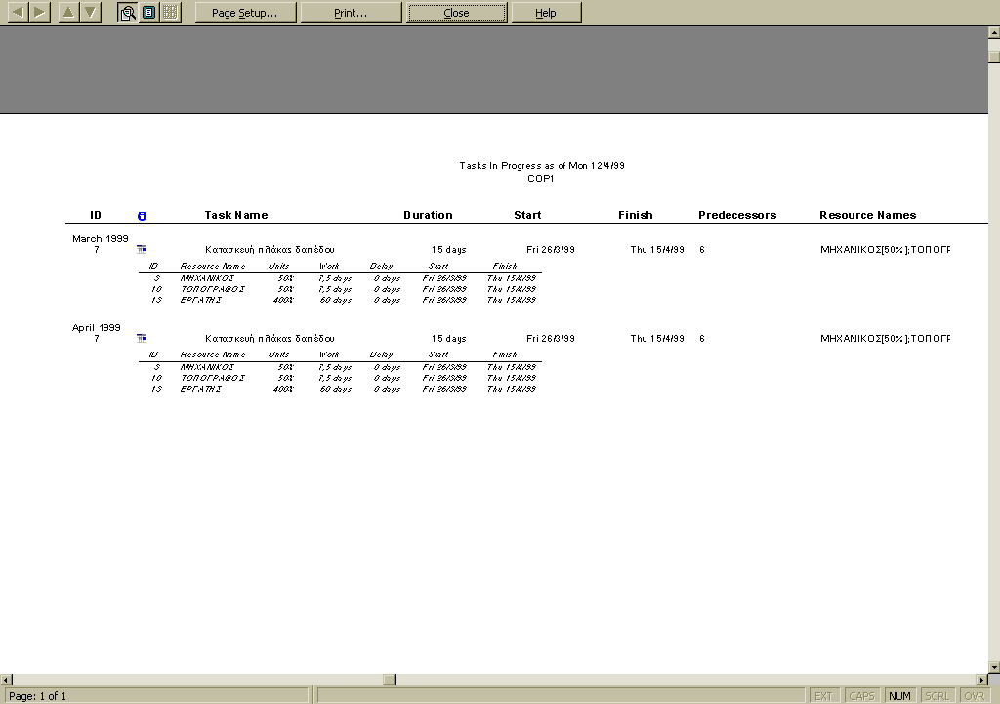 Page Setup... Print... Close Help
Tasks In Progress as of Mon 12/4/99
COP1
ID Task Name Duration Start Finish Predecessors Resource Names
March 1999
7 Κατασκευή πλάκας δαπέδου 15 days Fri 26/3/99 Thu 15/4/99 6 ΜΗΧΑΝΙΚΟΣ[50%];ΤΟΠΟΓΡ
ID Resource Name Units Work Delay Start Finish
3 ΜΗΧΑΝΙΚΟΣ 50% 7,5 days 0 days Fri 26/3/99 Thu 15/4/99
10 ΤΟΠΟΓΡΑΦΟΣ 50% 7,5 days 0 days Fri 26/3/99 Thu 15/4/99
13 ΕΡΓΑΤΗΣ 400% 60 days 0 days Fri 26/3/99 Thu 15/4/99
April 1999
7 Κατασκευή πλάκας δαπέδου 15 days Fri 26/3/99 Thu 15/4/99 6 ΜΗΧΑΝΙΚΟΣ[50%];ΤΟΠΟΓΡ
ID Resource Name Units Work Delay Start Finish
3 ΜΗΧΑΝΙΚΟΣ 50% 7,5 days 0 days Fri 26/3/99 Thu 15/4/99
10 ΤΟΠΟΓΡΑΦΟΣ 50% 7,5 days 0 days Fri 26/3/99 Thu 15/4/99
13 ΕΡΓΑΤΗΣ 400% 60 days 0 days Fri 26/3/99 Thu 15/4/99
Page: 1 of 1 EXT CAPS NUM SCRL OVR